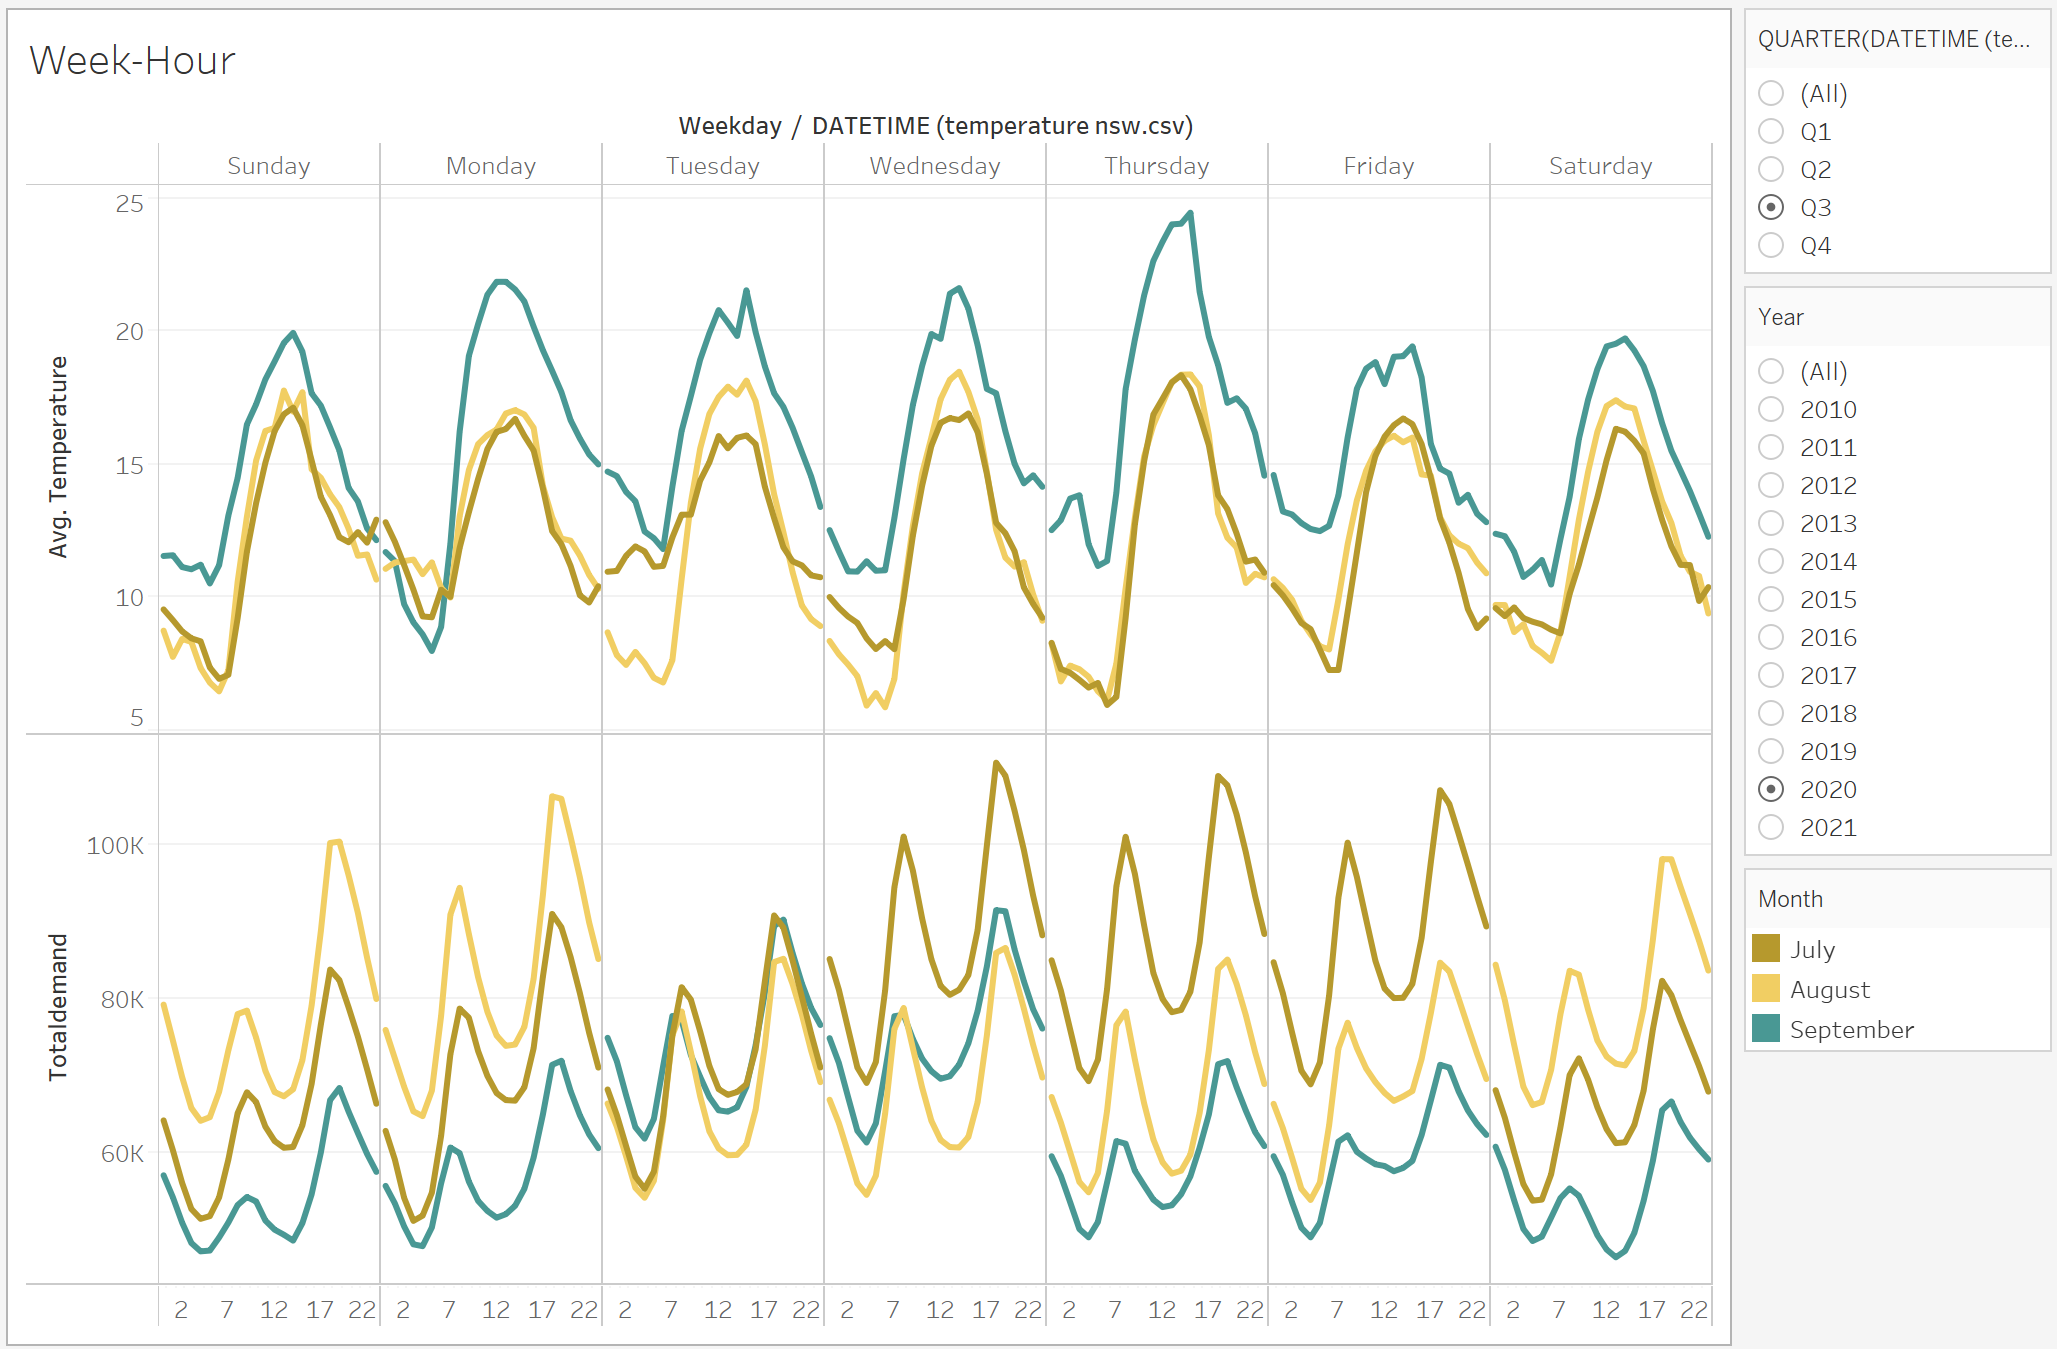 Week-Hour
Weekday / DATETIME (temperature nsw.csv)
Sunday Monday Tuesday Wednesday Thursday Friday Saturday
Avg. Temperature
25
20
15
10
5
Totaldemand
100K
80K
60K
2 7 12 17 22 2 7 12 17 22 2 7 12 17 22 2 7 12 17 22 2 7 12 17 22 2 7 12 17 22 2 7 12 17 22
QUARTER(DATETIME (te...
(All)
Q1
Q2
Q3
Q4
Year
(All)
2010
2011
2012
2013
2014
2015
2016
2017
2018
2019
2020
2021
Month
July
August
September